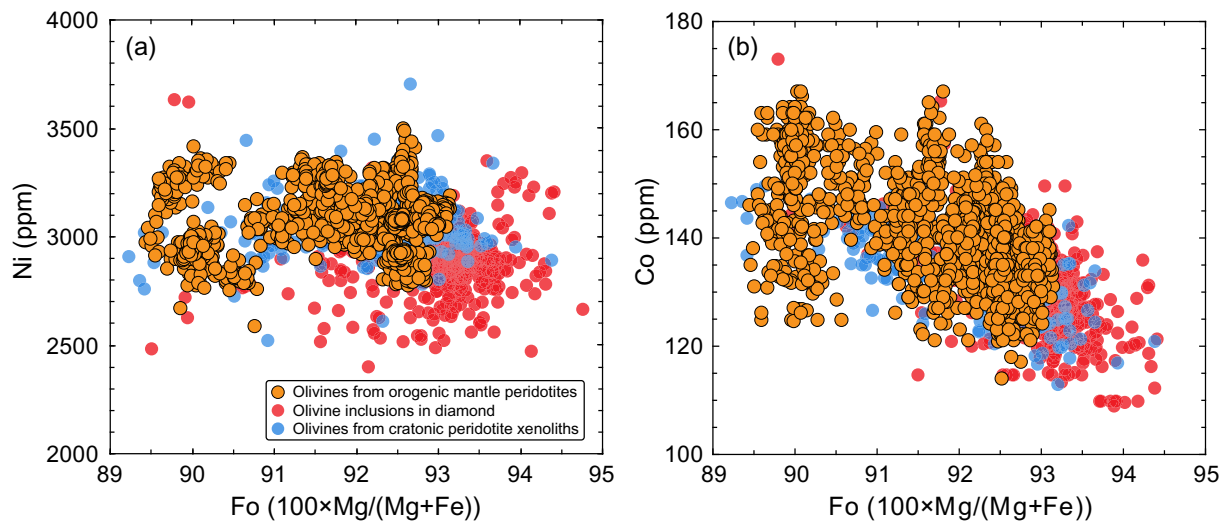 (a)
4000
3500
3000
2500
2000
Ni (ppm)
Olivines from orogenic mantle peridotites
Olivine inclusions in diamond
Olivines from cratonic peridotite xenoliths
89 90 91 92 93 94 95
Fo (100×Mg/(Mg+Fe))
(b)
180
160
140
120
100
Co (ppm)
89 90 91 92 93 94 95
Fo (100×Mg/(Mg+Fe))